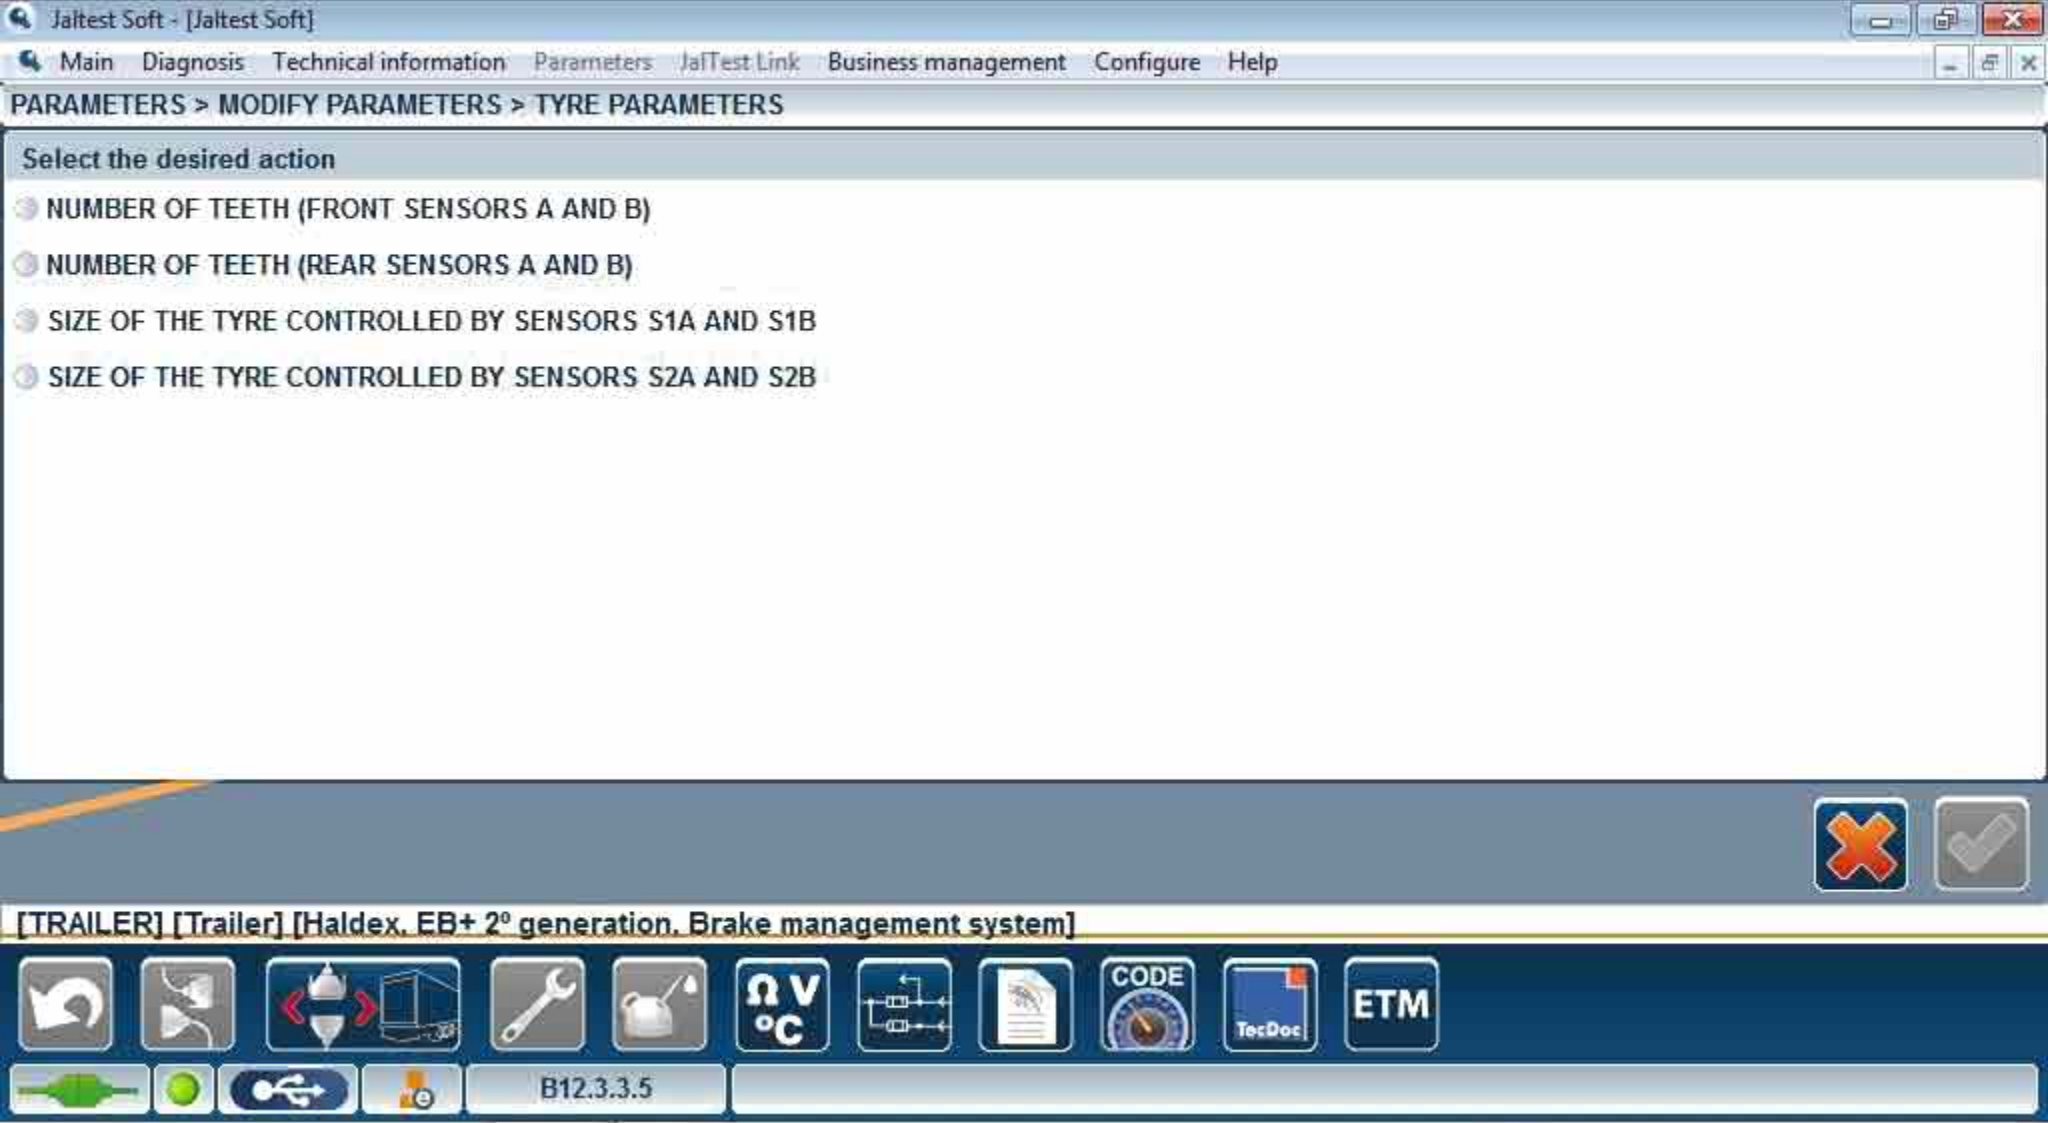 Jaltest Soft - [Jaltest Soft]
Main Diagnosis Technical information Parameters JalTest Link Business management Configure Help
PARAMETERS > MODIFY PARAMETERS > TYRE PARAMETERS
Select the desired action
NUMBER OF TEETH (FRONT SENSORS A AND B)
NUMBER OF TEETH (REAR SENSORS A AND B)
SIZE OF THE TYRE CONTROLLED BY SENSORS S1A AND S1B
SIZE OF THE TYRE CONTROLLED BY SENSORS S2A AND S2B
[TRAILER] [Trailer] [Haldex, EB+ 2º generation, Brake management system]
Ω V
ºC
CODE
TecDoc
ETM
B12.3.3.5